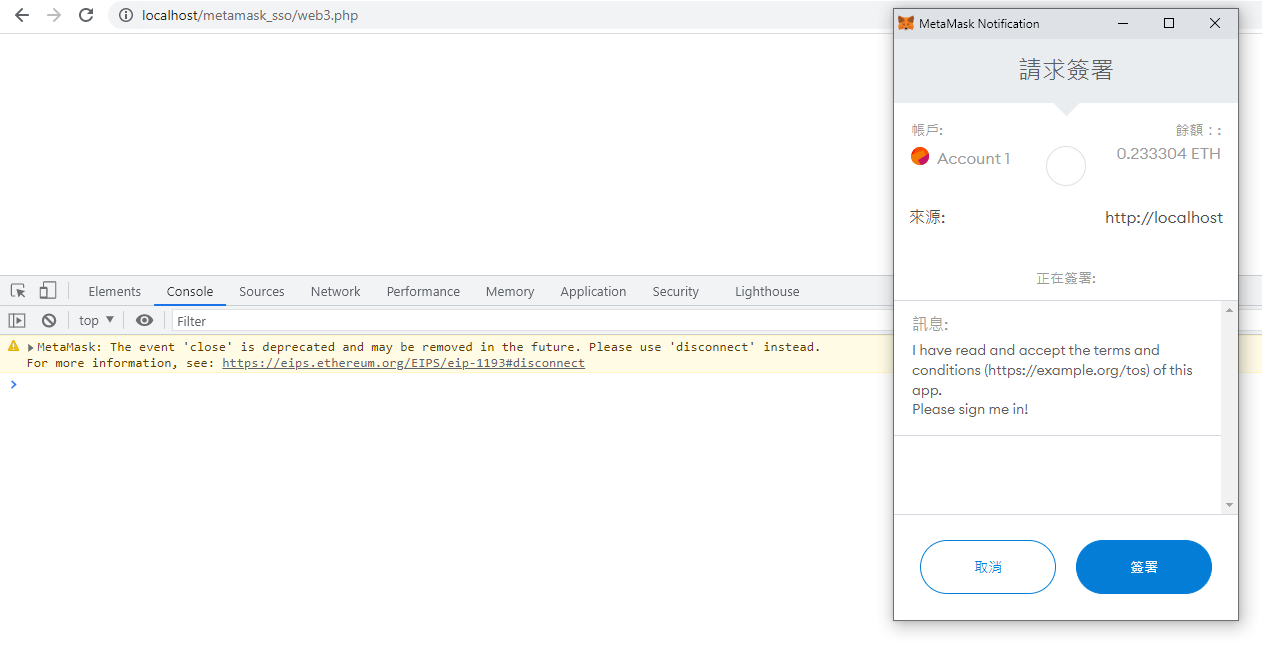 localhost/metamask_sso/web3.php
MetaMask Notification
請求簽署
帳戶:
餘額：:
Account 1
0.233304 ETH
來源:
http://localhost
正在簽署:
訊息:
I have read and accept the terms and
conditions (https://example.org/tos) of this
app.
Please sign me in!
取消
簽署
Elements Console Sources Network Performance Memory Application Security Lighthouse
top
Filter
MetaMask: The event 'close' is deprecated and may be removed in the future. Please use 'disconnect' instead.
For more information, see: https://eips.ethereum.org/EIPS/eip-1193#disconnect